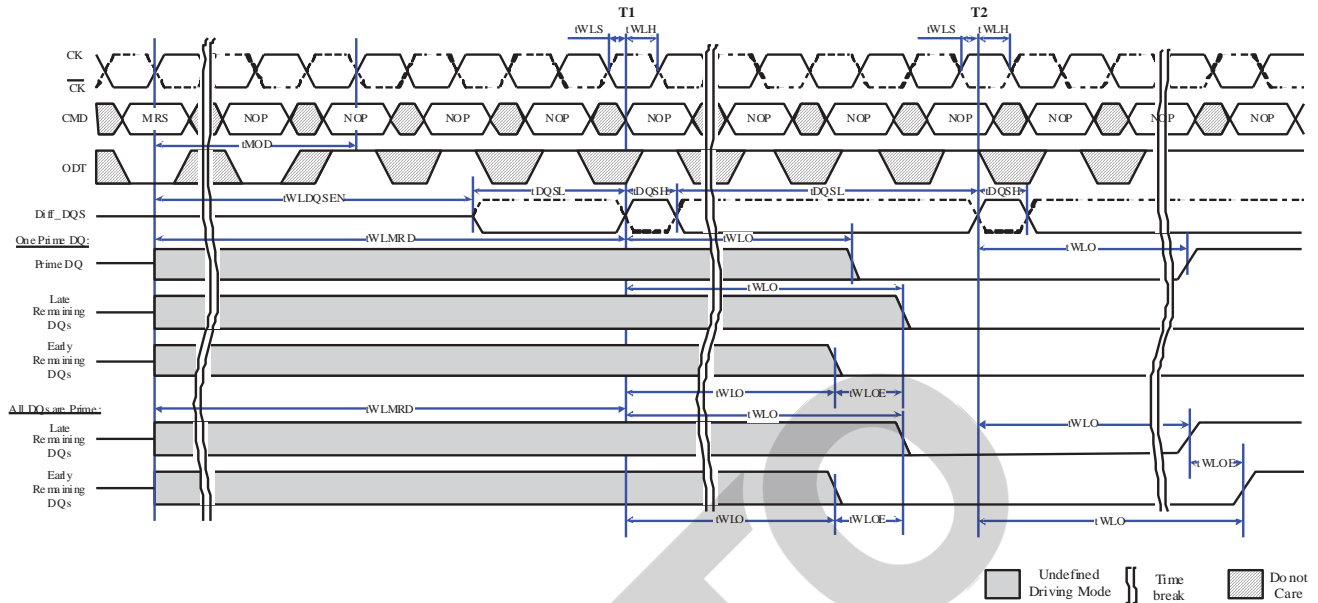 T1 T2
tWLS tWLH tWLS tWLH
CK
CK
CMD MRS NOP NOP NOP NOP NOP NOP NOP NOP NOP NOP NOP
tMOD
ODT
tDQSL tDQSH tDQSL tDQSH
tWLDQSEN
Diff_DQS
One Prime DQ:
tWLMRD tWLO tWLO
Prime DQ
tWLO
Late
Remaining
DQs
Early
Remaining
DQs
tWLO tWLOE
All DQs are Prime:
tWLMRD tWLO tWLO
Late
Remaining
DQs
tWLOE
Early
Remaining
DQs
tWLO tWLOE tWLO
Undefined
Driving Mode
Time
break
Do not
Care